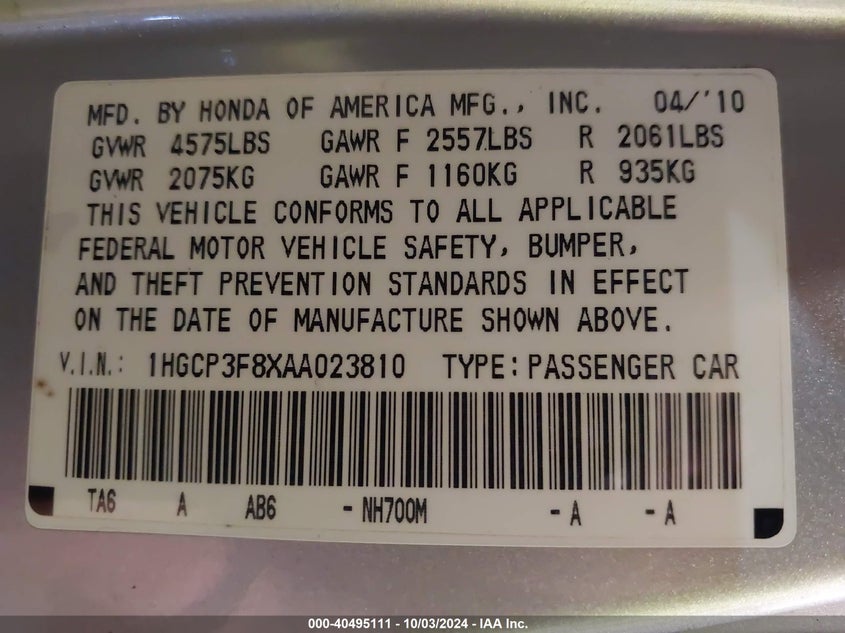 MFD. BY HONDA OF AMERICA MFG., INC. 04/'10
GVWR 4575LBS GAWR F 2557LBS R 2061LBS
GVWR 2075KG GAWR F 1160KG R 935KG
THIS VEHICLE CONFORMS TO ALL APPLICABLE
FEDERAL MOTOR VEHICLE SAFETY, BUMPER,
AND THEFT PREVENTION STANDARDS IN EFFECT
ON THE DATE OF MANUFACTURE SHOWN ABOVE.
V.I.N.: 1HGCP3F8XAA023810 TYPE: PASSENGER CAR
TA6 A AB6 - NH700M - A - A
000-40495111 - 10/03/2024 - IAA Inc.